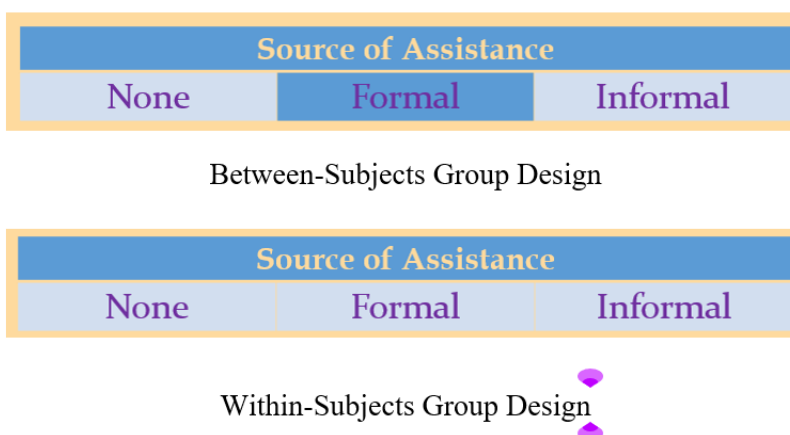 Source of Assistance
None Formal Informal
Between-Subjects Group Design
Source of Assistance
None Formal Informal
Within-Subjects Group Design